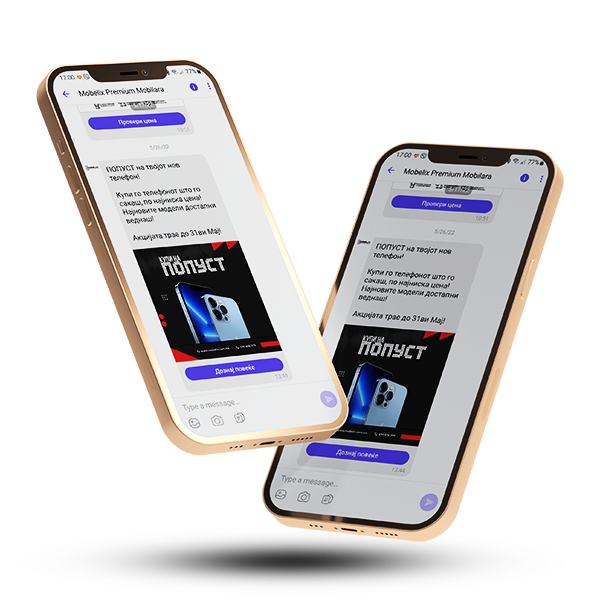 17:00
77%
Mobelix Premium Mobilara
Провери цена
10:51
5/26/22
ПОПУСТ на твојот нов
телефон!
Купи го телефонот што го
сакаш, по најниска цена!
Најновите модели достапни
веднаш!
Акцијата трае до 31ви Мај!
КУПИ НА
ПОПУСТ
Дознај повеќе
13:44
Type a message...
17:00
77%
Mobelix Premium Mobilara
Провери цена
10:51
5/26/22
ПОПУСТ на твојот нов
телефон!
Купи го телефонот што го
сакаш, по најниска цена!
Најновите модели достапни
веднаш!
Акцијата трае до 31ви Мај!
КУПИ НА
ПОПУСТ
Дознај повеќе
13:44
Type a message...